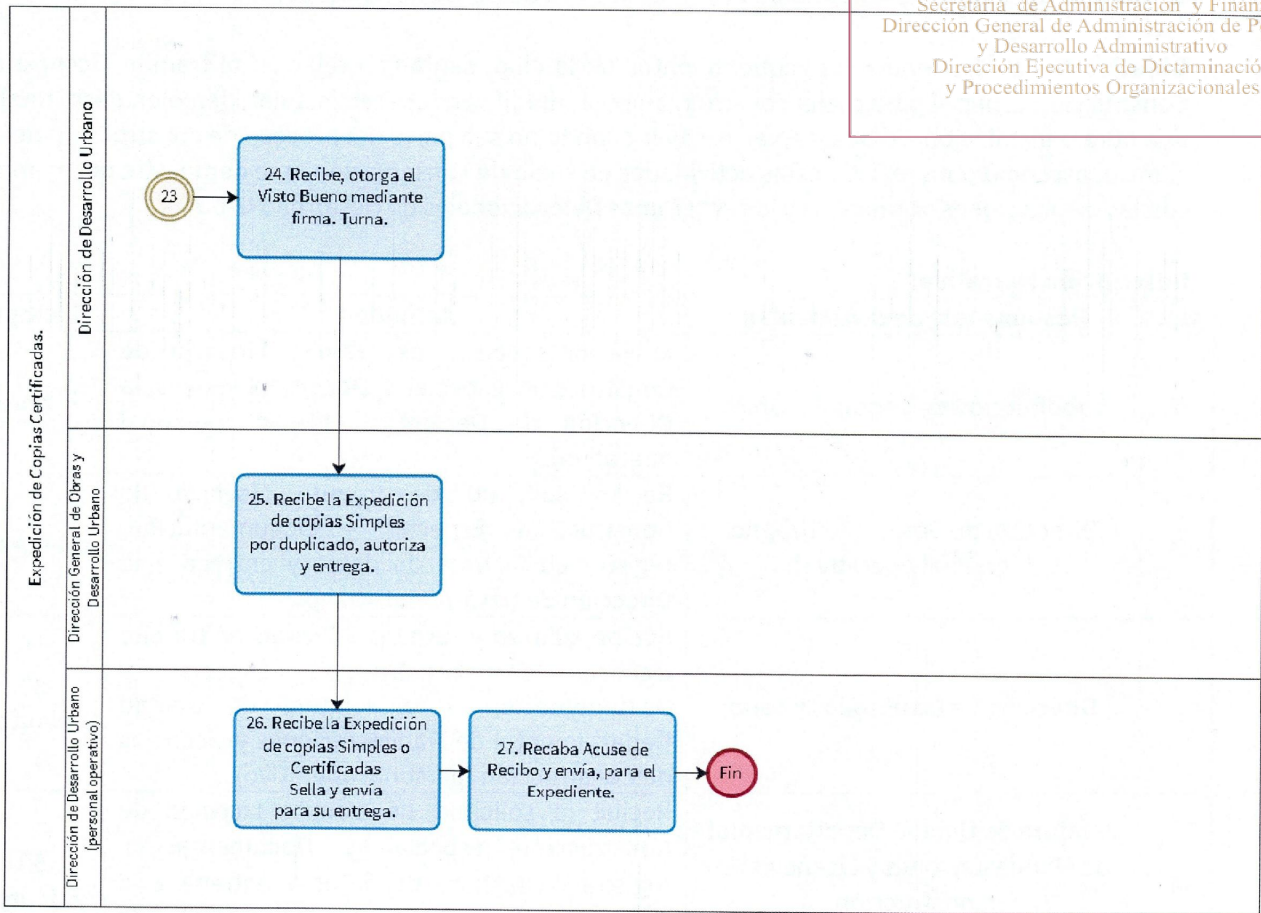 Secretaría de Administración y
Dirección General de Administración de
y Desarrollo Administrativo
Dirección Ejecutiva de
y Procedimientos Organizacionales
Expedición de Copias Certificadas.
Dirección de Desarrollo Urbano
23
24. Recibe, otorga el
Visto Bueno mediante
firma. Turna.
Dirección General de Obras y
Desarrollo Urbano
25. Recibe la Expedición
de copias Simples
por duplicado, autoriza
y entrega.
Dirección de Desarrollo Urbano
(personal operativo)
26. Recibe la Expedición
de copias Simples o
Certificadas
Sella y envía
para su entrega.
27. Recaba Acuse de
Recibo y envía, para el
Expediente.
Fin